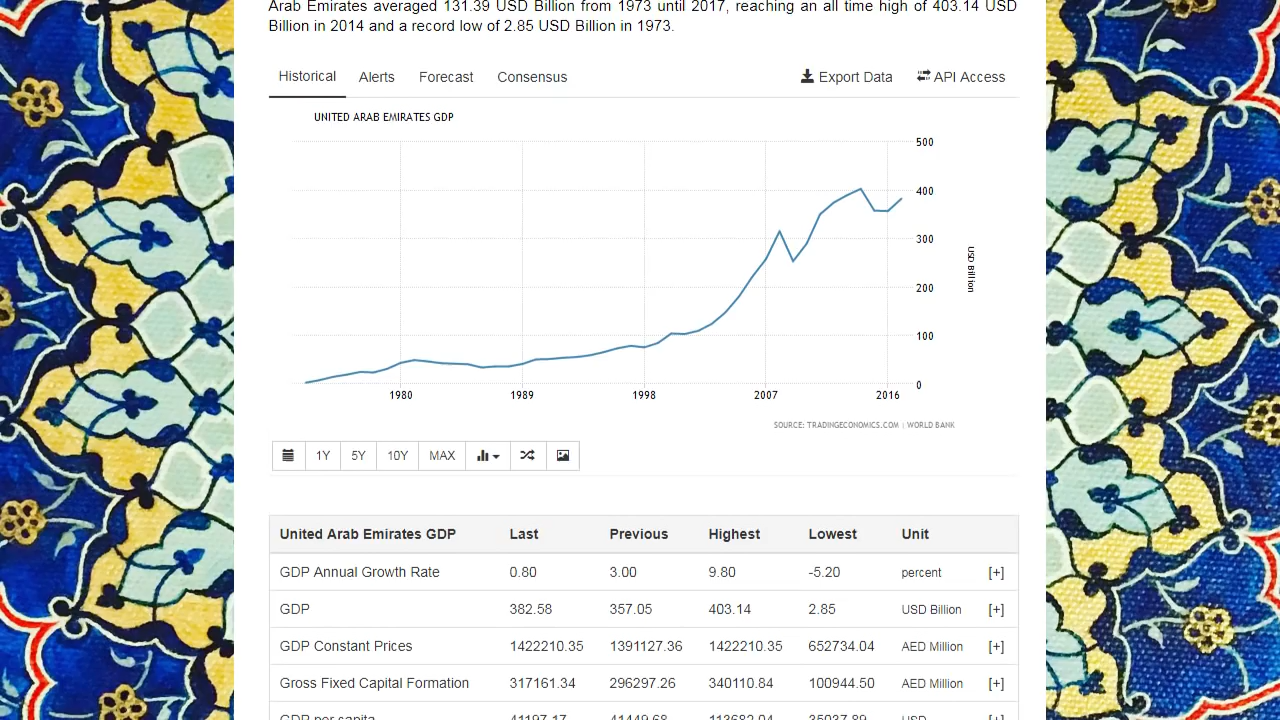 Arab Emirates averaged 131.39 USD Billion from 1973 until 2017, reaching an all time high of 403.14 USD
Billion in 2014 and a record low of 2.85 USD Billion in 1973.
Historical Alerts Forecast Consensus Export Data API Access
UNITED ARAB EMIRATES GDP
500
400
300
200
100
0
USD Billion
1980 1989 1998 2007 2016
SOURCE: TRADINGECONOMICS.COM | WORLD BANK
1Y 5Y 10Y MAX
United Arab Emirates GDP Last Previous Highest Lowest Unit
GDP Annual Growth Rate 3.00 9.80 -5.20 percent [+]
GDP 382.58 357.05 403.14 2.85 USD Billion [+]
GDP Constant Prices 1422210.35 1391127.36 1422210.35 652734.04 AED Million [+]
Gross Fixed Capital Formation 317161.34 296297.26 340110.84 100944.50 AED Million [+]
GDP per capita USD [+]